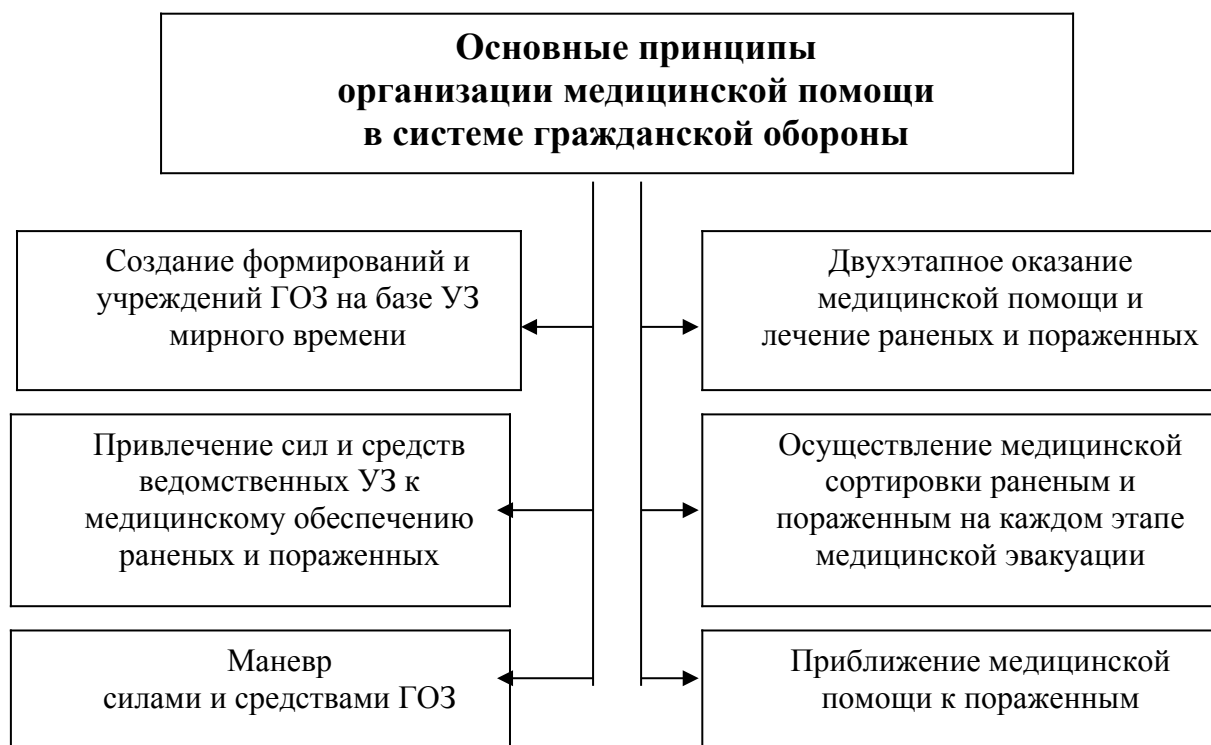 Основные принципы
организации медицинской помощи
в системе гражданской обороны
Создание формирований и
учреждений ГОЗ на базе УЗ
мирного времени
Двухэтапное оказание
медицинской помощи и
лечение раненых и пораженных
Привлечение сил и средств
ведомственных УЗ к
медицинскому обеспечению
раненых и пораженных
Осуществление медицинской
сортировки раненым и
пораженным на каждом этапе
медицинской эвакуации
Маневр
силами и средствами ГОЗ
Приближение медицинской
помощи к пораженным